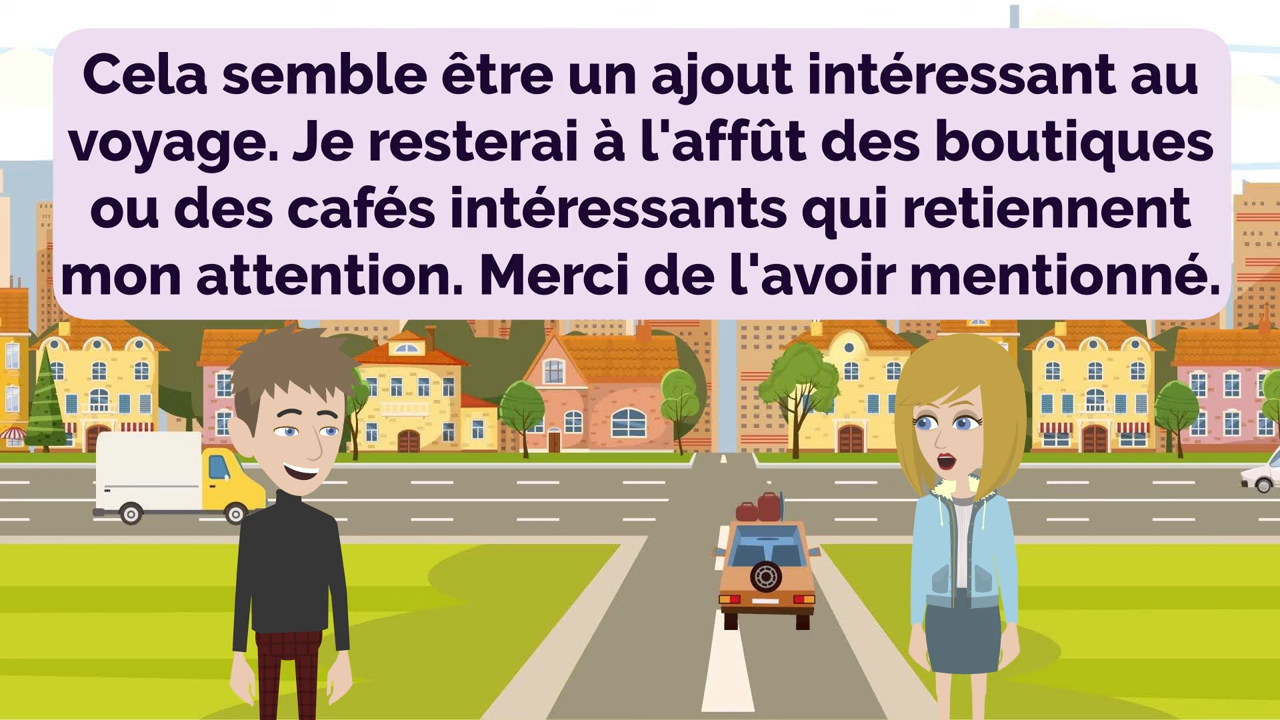 Cela semble être un ajout intéressant au
voyage. Je resterai à l'affût des boutiques
ou des cafés intéressants qui retiennent
mon attention. Merci de l'avoir mentionné.